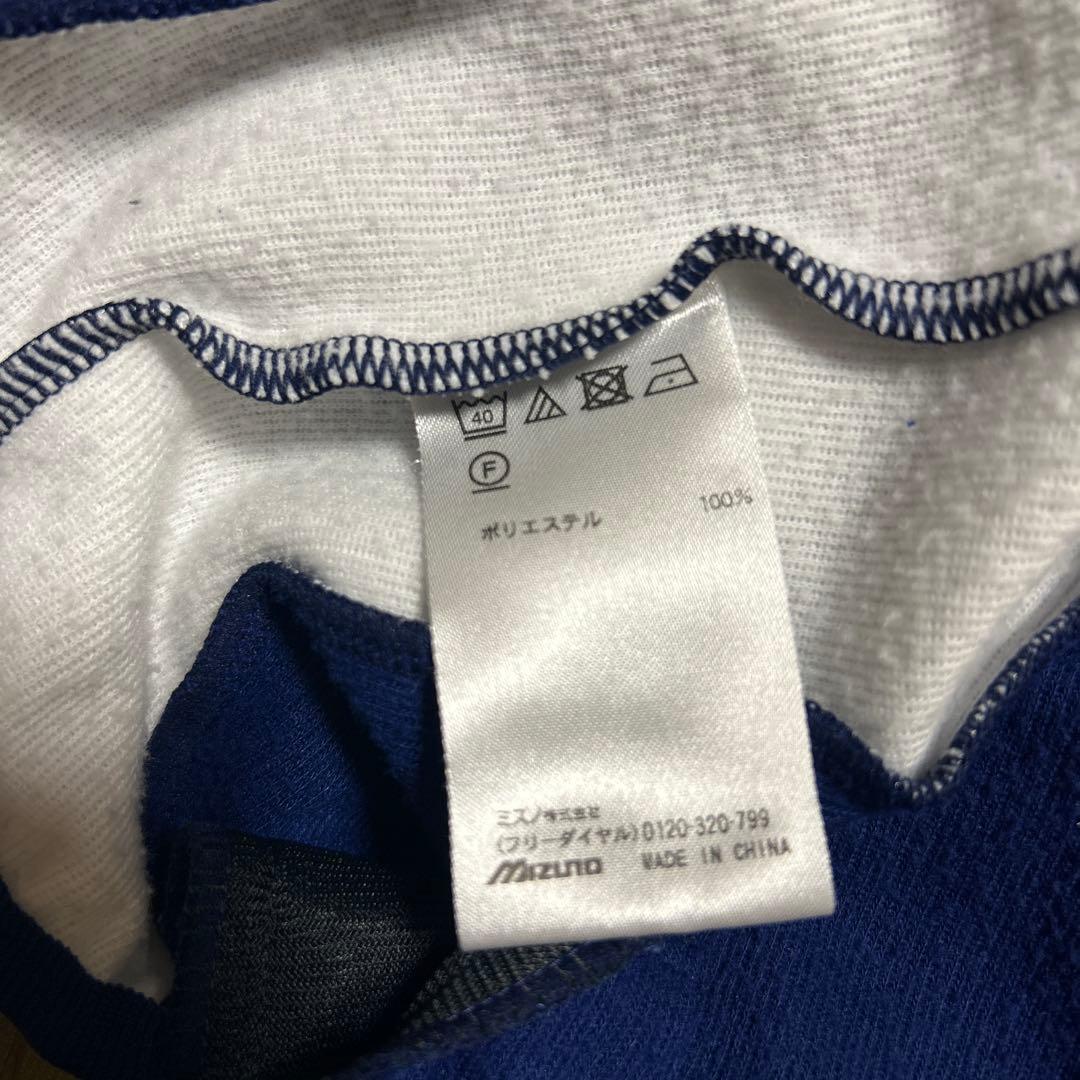 40
F
ポリエステル 100%
ミズノ株式会社
(フリーダイヤル)0120-320-799
MIZUNO MADE IN CHINA